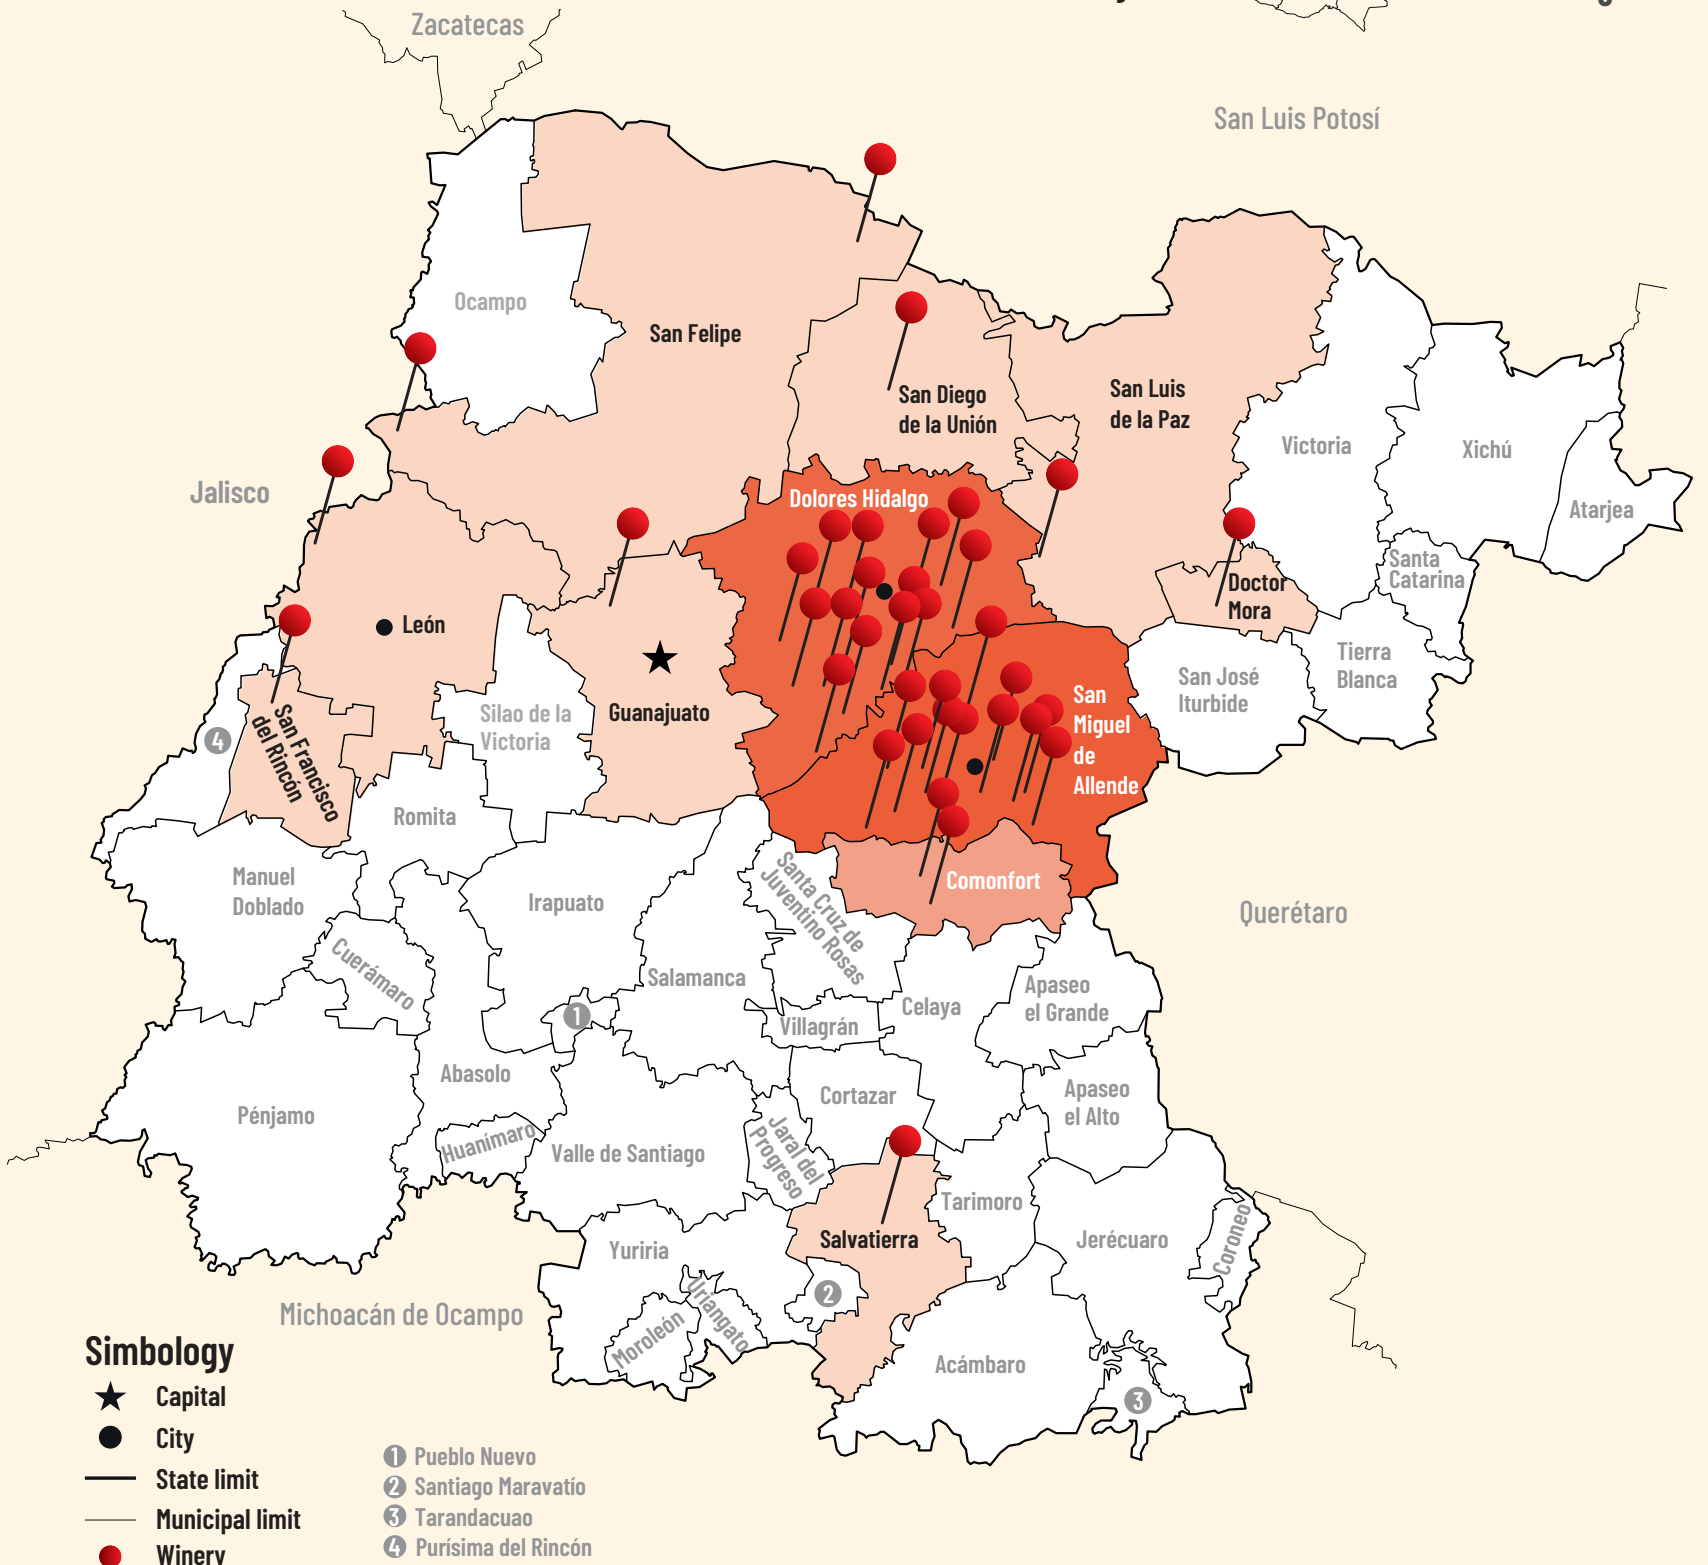 Zacatecas
San Luis Potosí
Ocampo
San Felipe
San Diego
de la Unión
San Luis
de la Paz
Victoria
Xichú
Atarjea
Jalisco
Dolores Hidalgo
Santa
Catarina
Doctor
Mora
León
Guanajuato
Silao de la
Victoria
San Francisco
del Rincón
4
San
Miguel
de
Allende
San José
Iturbide
Tierra
Blanca
Romita
Manuel
Doblado
Cuerámaro
Irapuato
Salamanca
Santa Cruz de
Juventino Rosas
Comonfort
Querétaro
Celaya
Apaseo
el Grande
Villagrán
1
Abasolo
Pénjamo
Huanímaro
Valle de Santiago
Cortazar
Jaral del
Progreso
Apaseo
el Alto
Tarimoro
Salvatierra
Jerécuaro
Coroneo
Yuriria
Uriangato
Moroleón
2
Acámbaro
3
Michoacán de Ocampo
Simbology
Capital
City
State limit
Municipal limit
Winery
1 Pueblo Nuevo
2 Santiago Maravatío
3 Tarandacuao
4 Purísima del Rincón